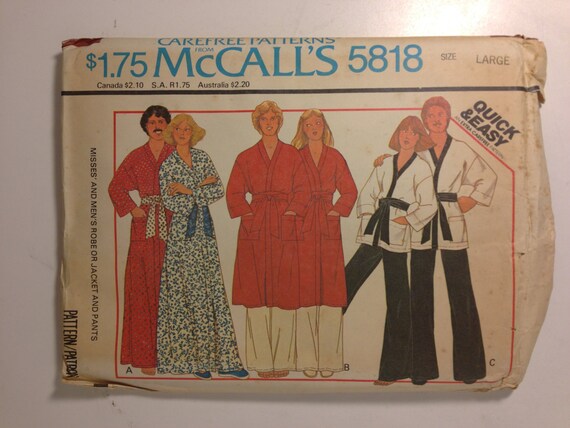 CAREFREE PATTERNS
FROM
$1.75 McCALL'S 5818 SIZE LARGE
Canada $2.10 S.A. R1.75 Australia $2.20
QUICK
& EASY
MISSES' AND MEN'S ROBE OR JACKET AND PANTS
PATTERN/PATRON
A
B
C